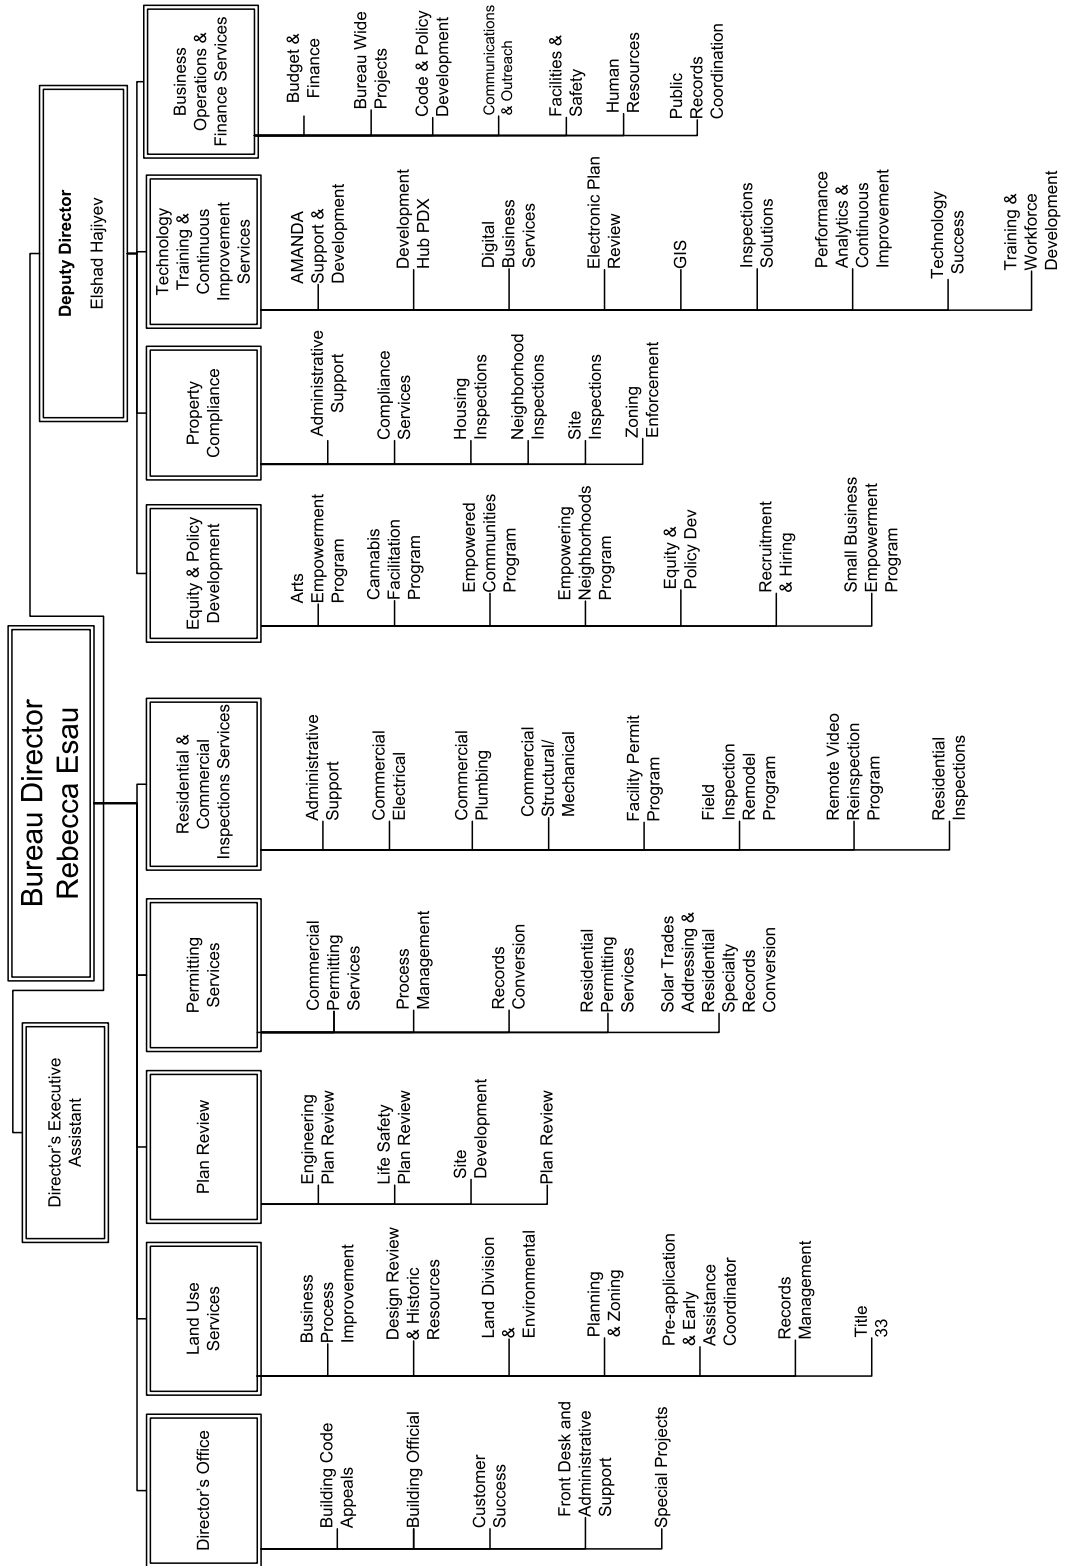 Bureau Director
Rebecca Esau
Director's Executive
Assistant
Deputy Director
Elshad Hajiyev
Director's Office
Building Code
Appeals
Building Official
Customer
Success
Front Desk and
Administrative
Support
Special Projects
Land Use
Services
Business
Process
Improvement
Design Review
& Historic
Resources
Land Division
&
Environmental
Planning
& Zoning
Pre-application
& Early
Assistance
Coordinator
Records
Management
Title
33
Plan Review
Engineering
Plan Review
Life Safety
Plan Review
Site
Development
Plan Review
Permitting
Services
Commercial
Permitting
Services
Process
Management
Records
Conversion
Residential
Permitting
Services
Solar Trades
Addressing &
Residential
Specialty
Records
Conversion
Residential &
Commercial
Inspections Services
Administrative
Support
Commercial
Electrical
Commercial
Plumbing
Commercial
Structural/
Mechanical
Facility Permit
Program
Field
Inspection
Remodel
Program
Remote Video
Reinspection
Program
Residential
Inspections
Equity & Policy
Development
Arts
Empowerment
Program
Cannabis
Facilitation
Program
Empowered
Communities
Program
Empowering
Neighborhoods
Program
Equity &
Policy Dev
Recruitment
& Hiring
Small Business
Empowerment
Program
Property
Compliance
Administrative
Support
Compliance
Services
Housing
Inspections
Neighborhood
Inspections
Site
Inspections
Zoning
Enforcement
Technology
Training &
Continuous
Improvement
Services
AMANDA
Support &
Development
Development
Hub PDX
Digital
Business
Services
Electronic Plan
Review
GIS
Inspections
Solutions
Performance
Analytics &
Continuous
Improvement
Technology
Success
Training &
Workforce
Development
Business
Operations &
Finance Services
Budget &
Finance
Bureau Wide
Projects
Code & Policy
Development
Communications
& Outreach
Facilities &
Safety
Human
Resources
Public
Records
Coordination